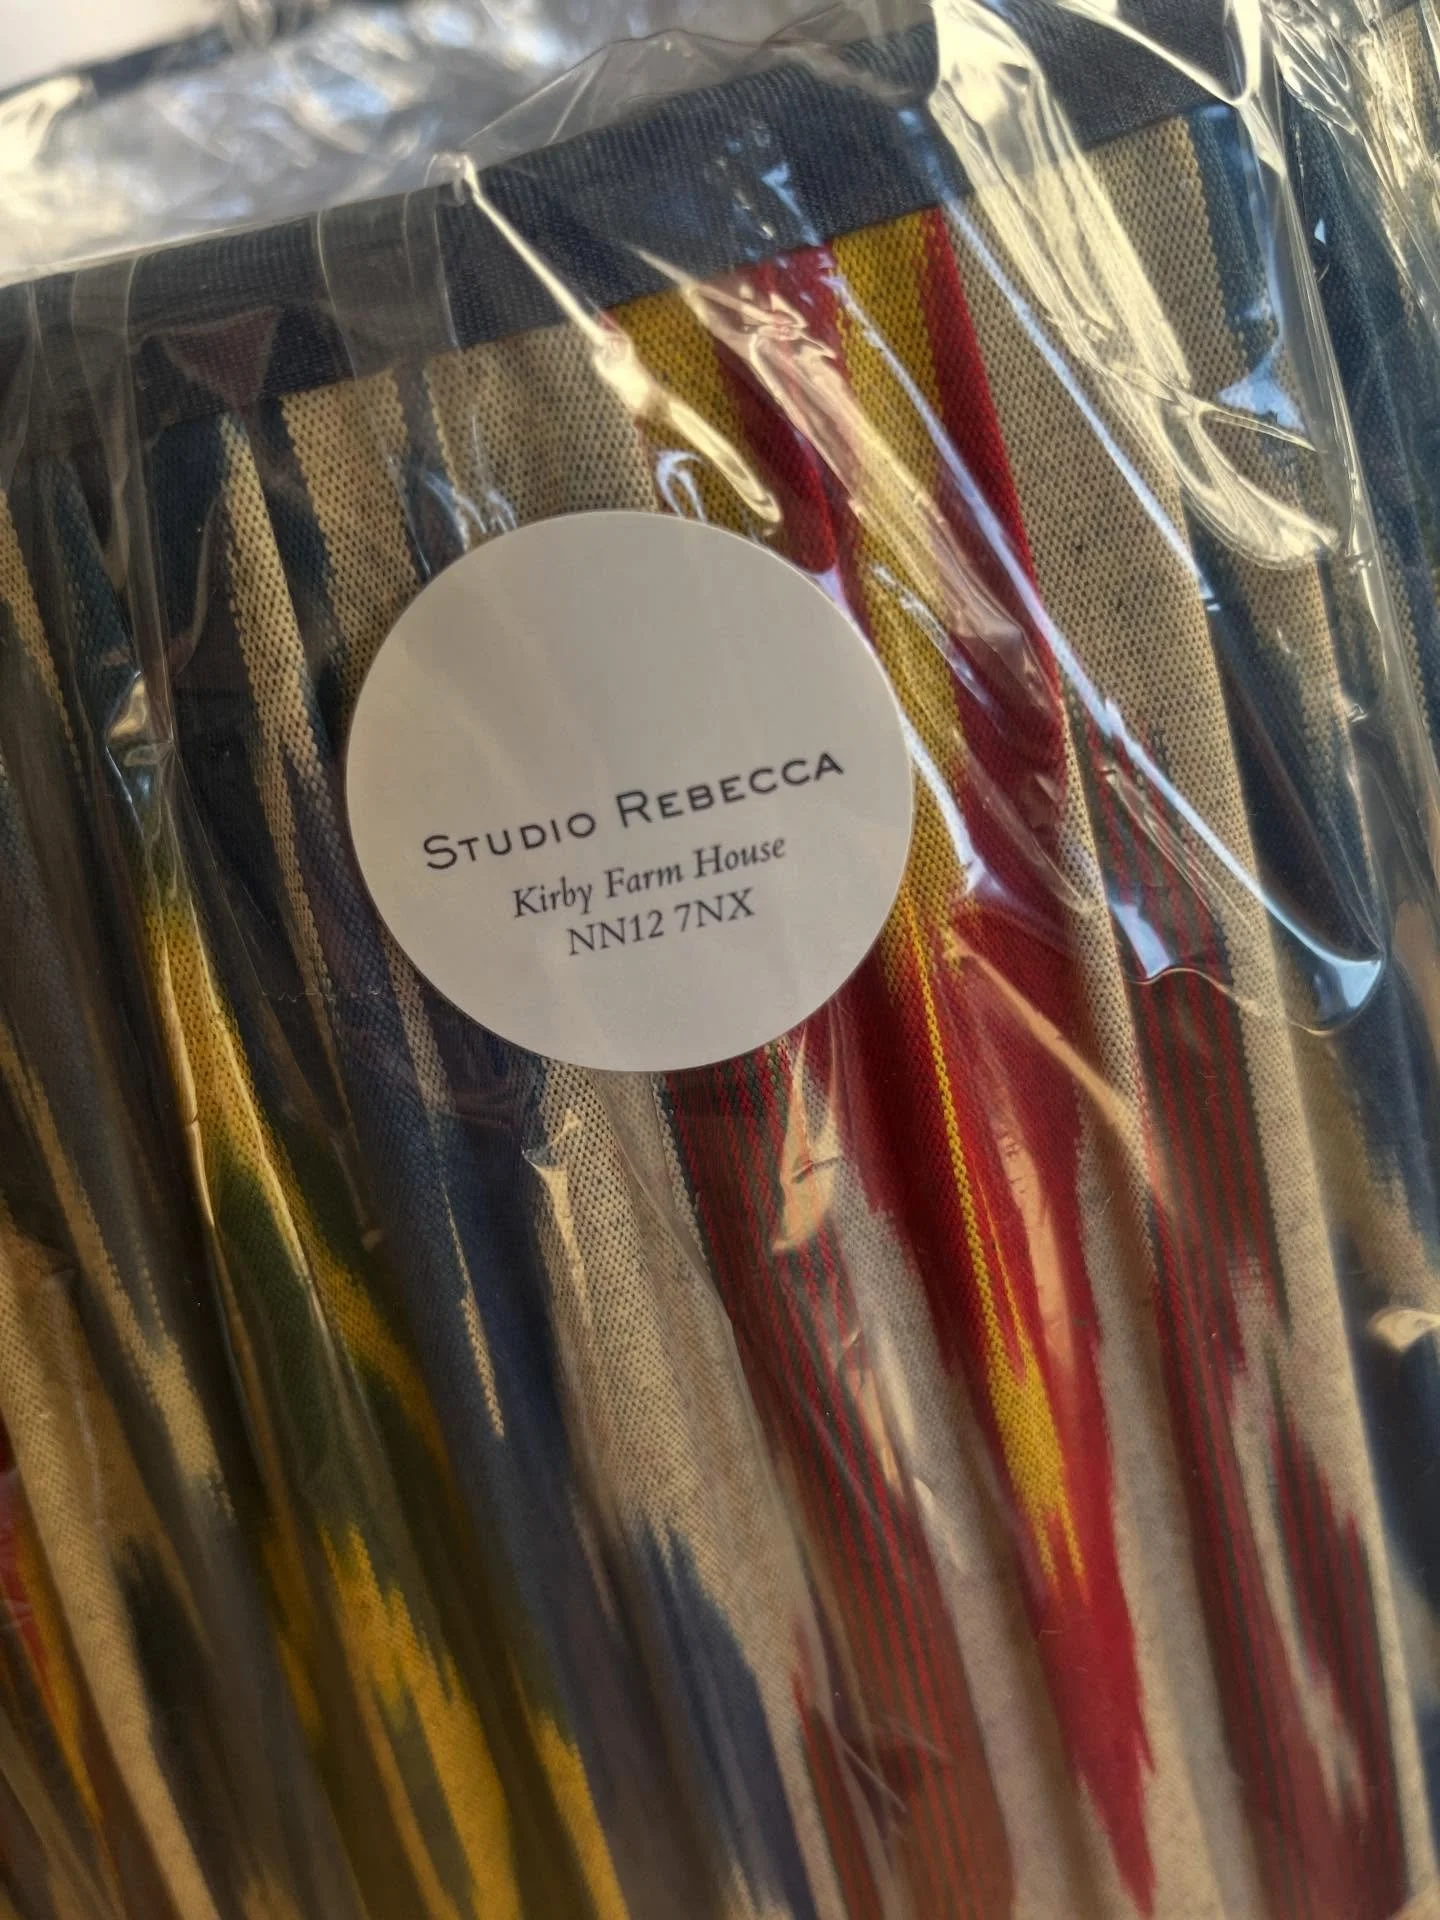 Studio Rebecca
Kirby Farm House
NN12 7NX